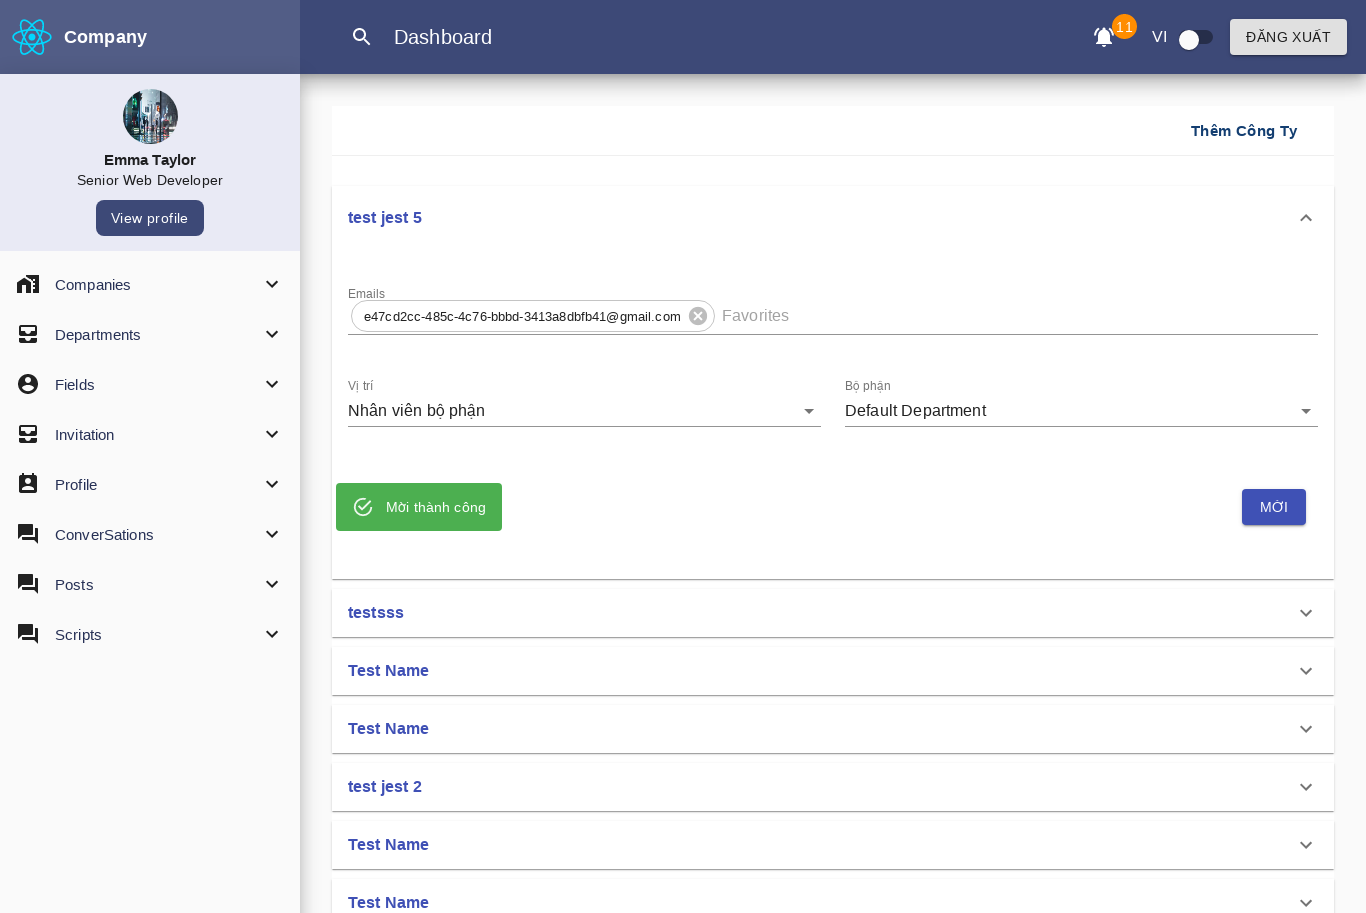 Company
Dashboard
11
VI
ĐĂNG XUẤT
Emma Taylor
Senior Web Developer
View profile
Companies
Departments
Fields
Invitation
Profile
ConverSations
Posts
Scripts
Thêm Công Ty
test jest 5
Emails
e47cd2cc-485c-4c76-bbbd-3413a8dbfb41@gmail.com
Favorites
Vị trí
Bộ phận
Nhân viên bộ phận
Default Department
Mời thành công
MỜI
testsss
Test Name
Test Name
test jest 2
Test Name
Test Name